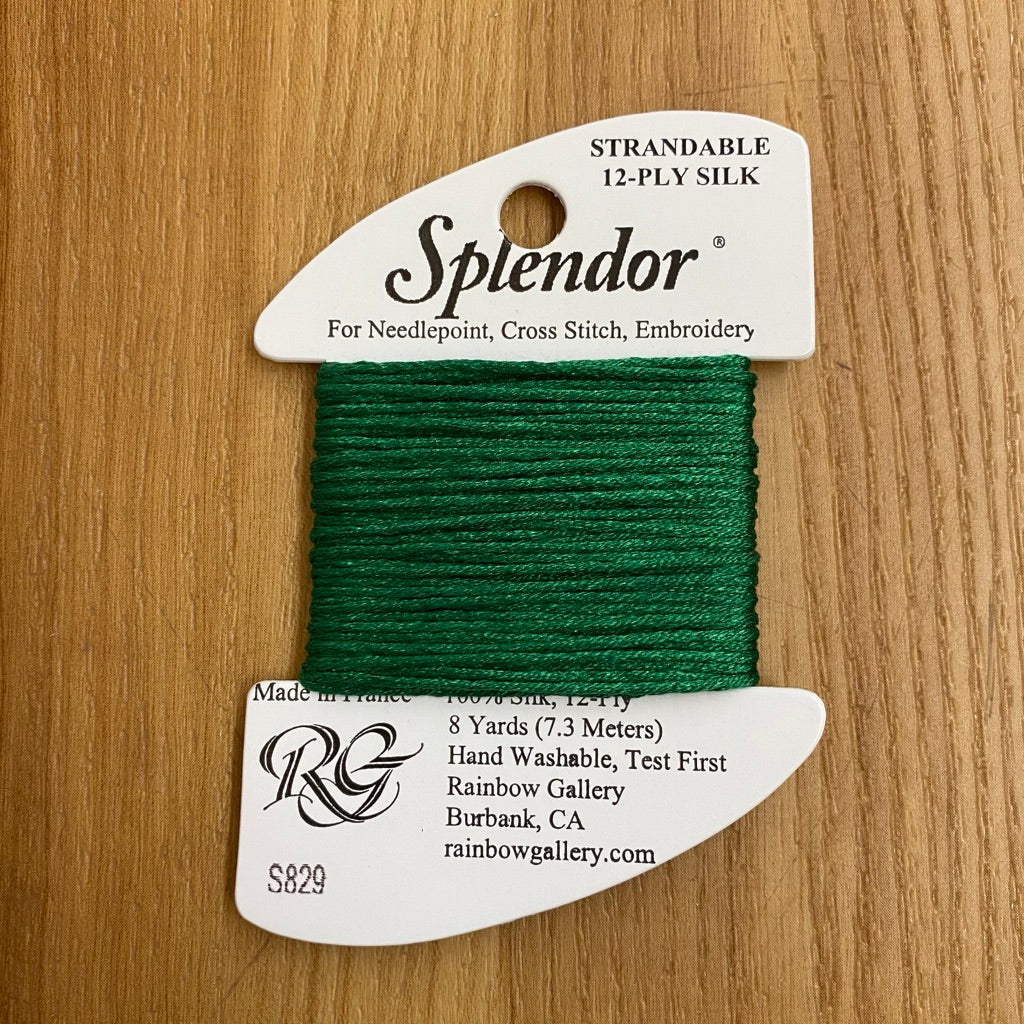 STRANDABLE
12-PLY SILK
Splendor ®
For Needlepoint, Cross Stitch, Embroidery
Made in France
100% Silk, 12-Ply
8 Yards (7.3 Meters)
Hand Washable, Test First
Rainbow Gallery
Burbank, CA
rainbowgallery.com
RG
S829